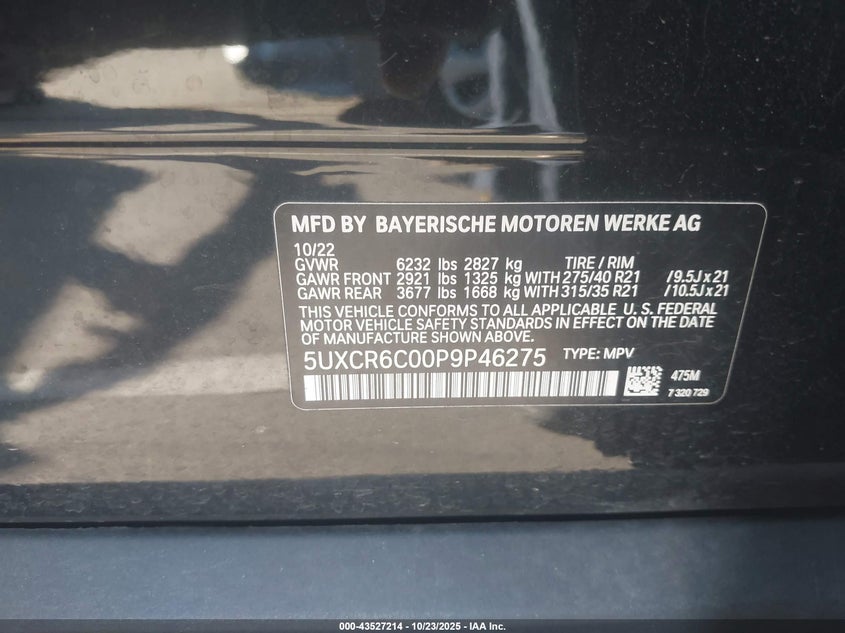 MFD BY BAYERISCHE MOTOREN WERKE AG
10/22
GVWR 6232 lbs 2827 kg TIRE / RIM
GAWR FRONT 2921 lbs 1325 kg WITH 275/40 R21 /9.5J x 21
GAWR REAR 3677 lbs 1668 kg WITH 315/35 R21 /10.5J x 21
THIS VEHICLE CONFORMS TO ALL APPLICABLE U. S. FEDERAL
MOTOR VEHICLE SAFETY STANDARDS IN EFFECT ON THE DATE
OF MANUFACTURE SHOWN ABOVE.
5UXCR6C00P9P46275 TYPE: MPV
475M
7 320 729
000-43527214 - 10/23/2025 - IAA Inc.